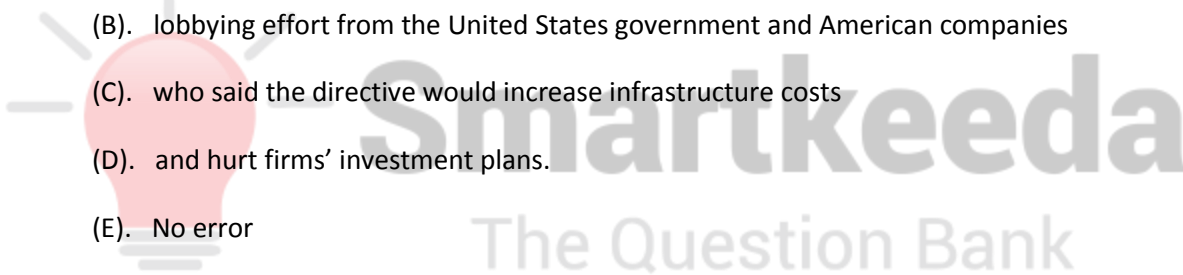 (B). lobbying effort from the United States government and American companies
(C). who said the directive would increase infrastructure costs
(D). and hurt firms’ investment plans.
(E). No error
Smartkeeda
The Question Bank